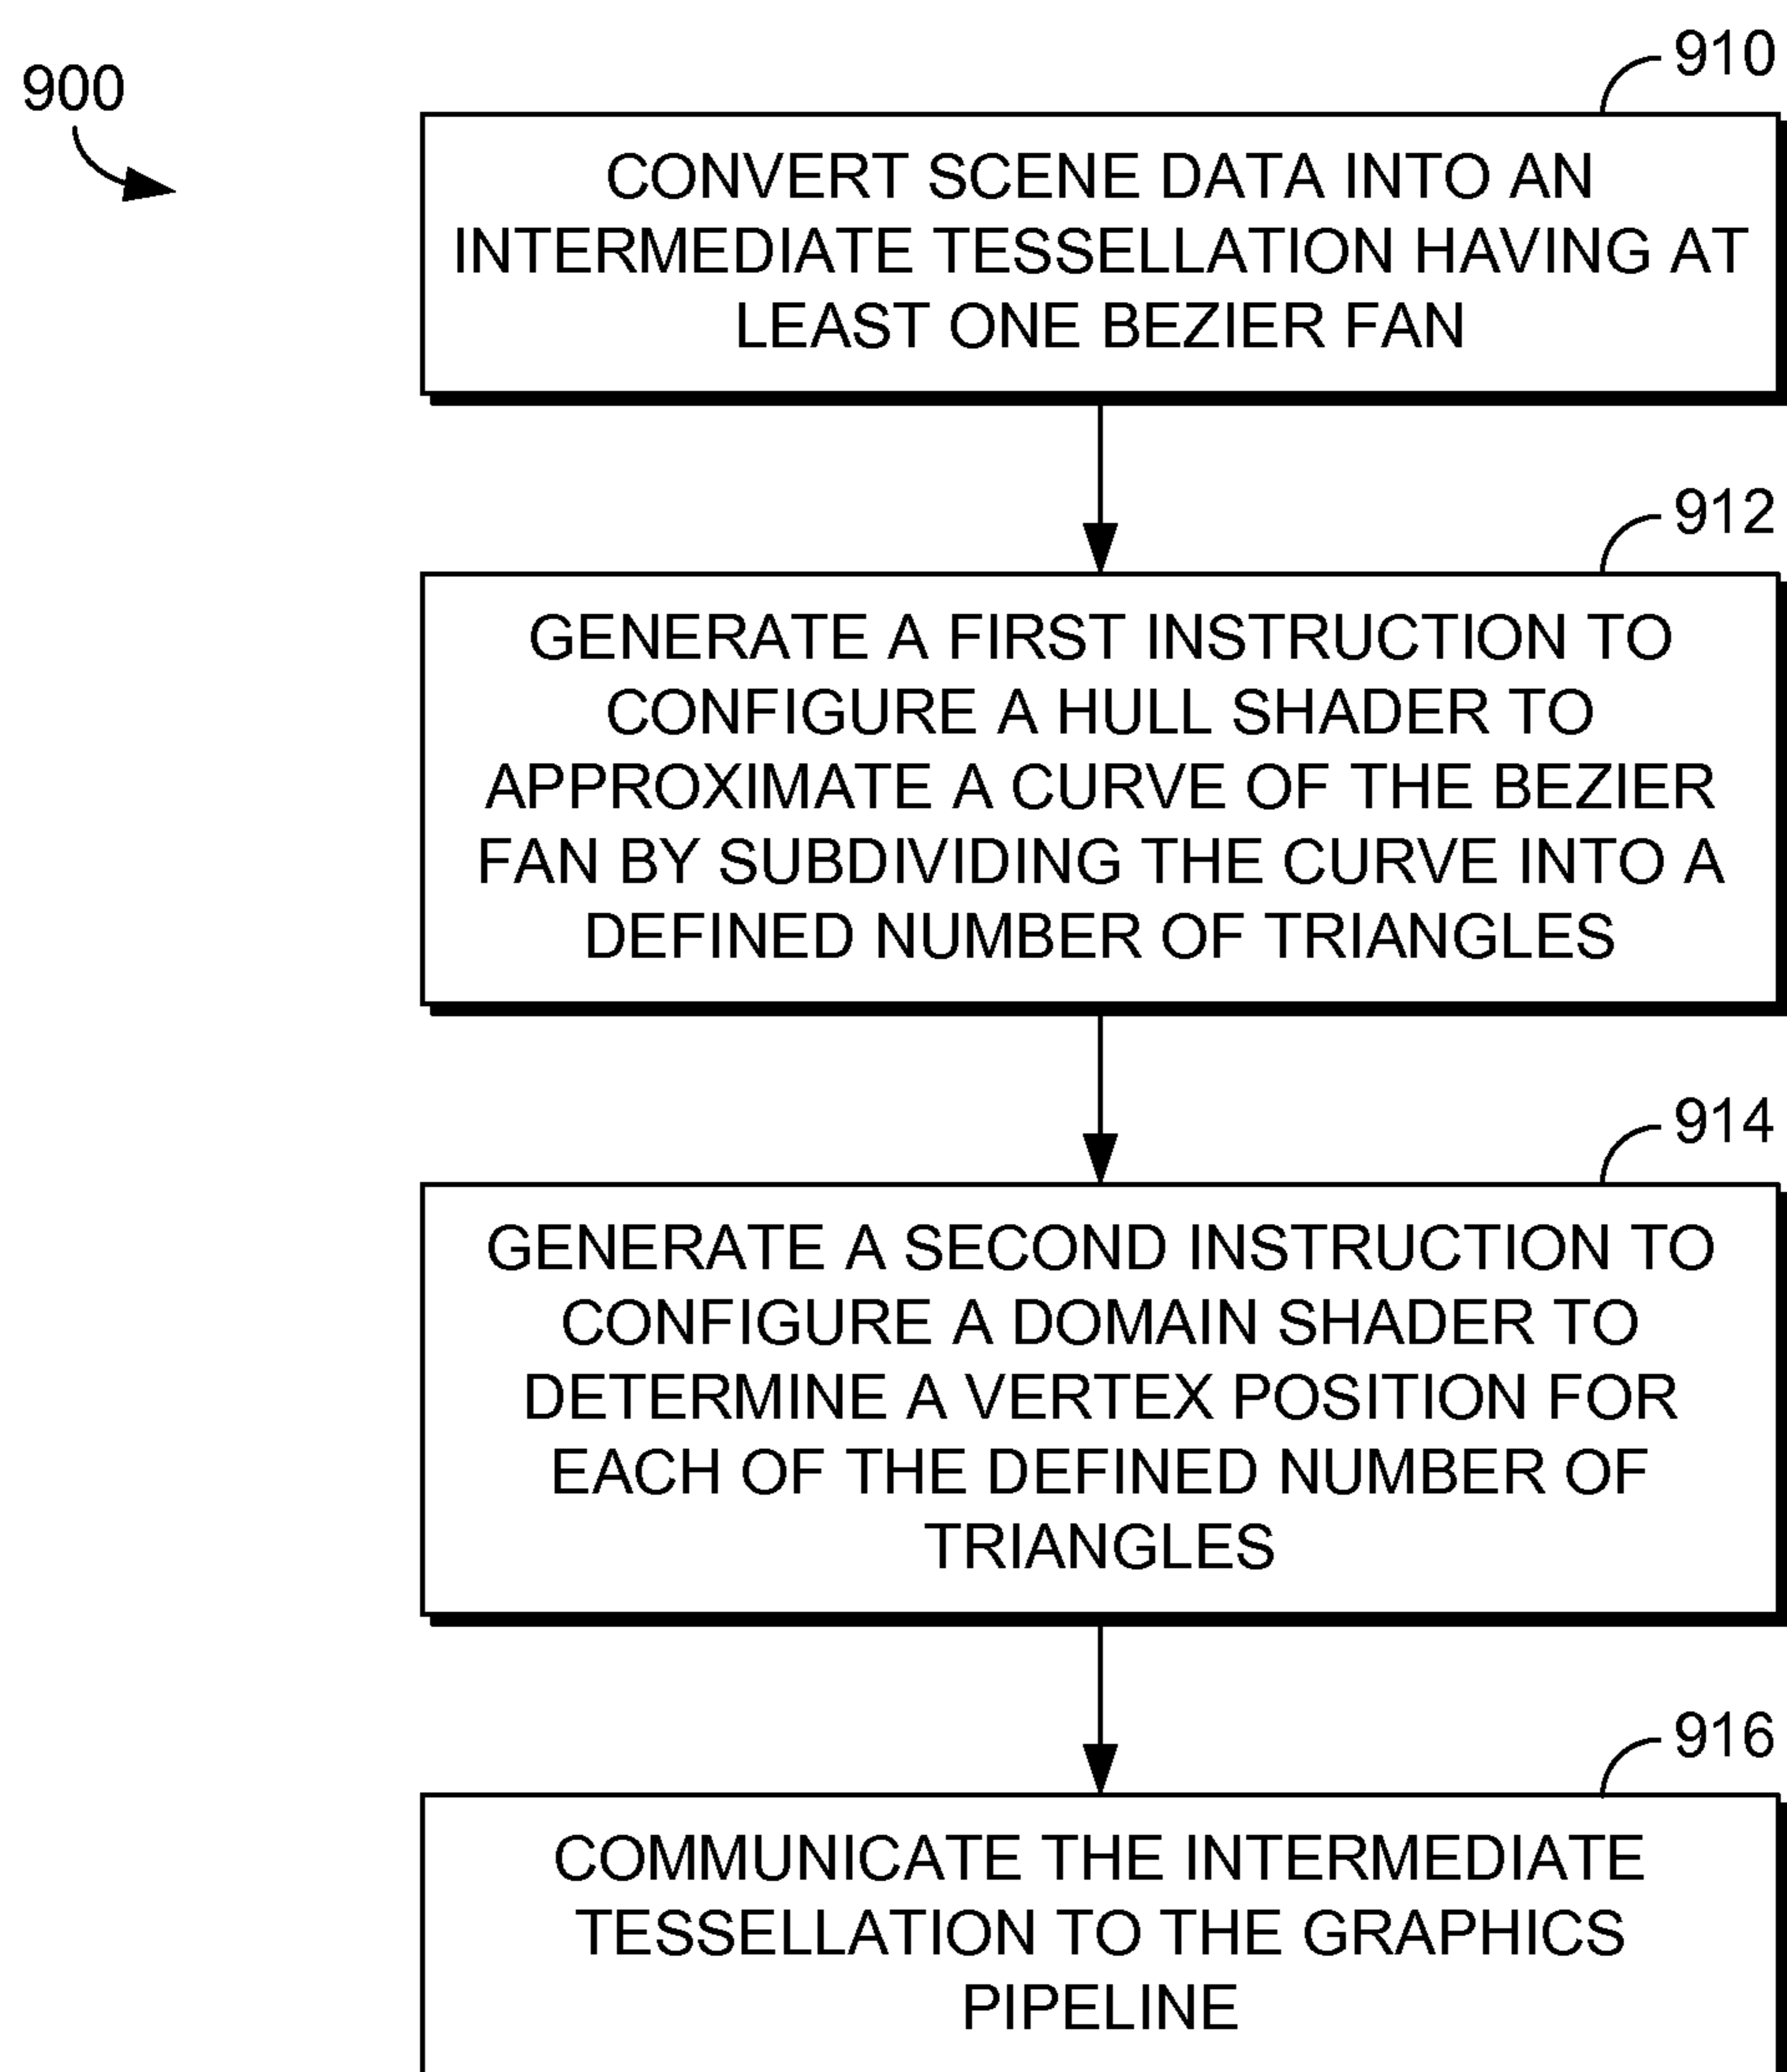 900
910
CONVERT SCENE DATA INTO AN
INTERMEDIATE TESSELLATION HAVING AT
LEAST ONE BEZIER FAN
912
GENERATE A FIRST INSTRUCTION TO
CONFIGURE A HULL SHADER TO
APPROXIMATE A CURVE OF THE BEZIER
FAN BY SUBDIVIDING THE CURVE INTO A
DEFINED NUMBER OF TRIANGLES
914
GENERATE A SECOND INSTRUCTION TO
CONFIGURE A DOMAIN SHADER TO
DETERMINE A VERTEX POSITION FOR
EACH OF THE DEFINED NUMBER OF
TRIANGLES
916
COMMUNICATE THE INTERMEDIATE
TESSELLATION TO THE GRAPHICS
PIPELINE